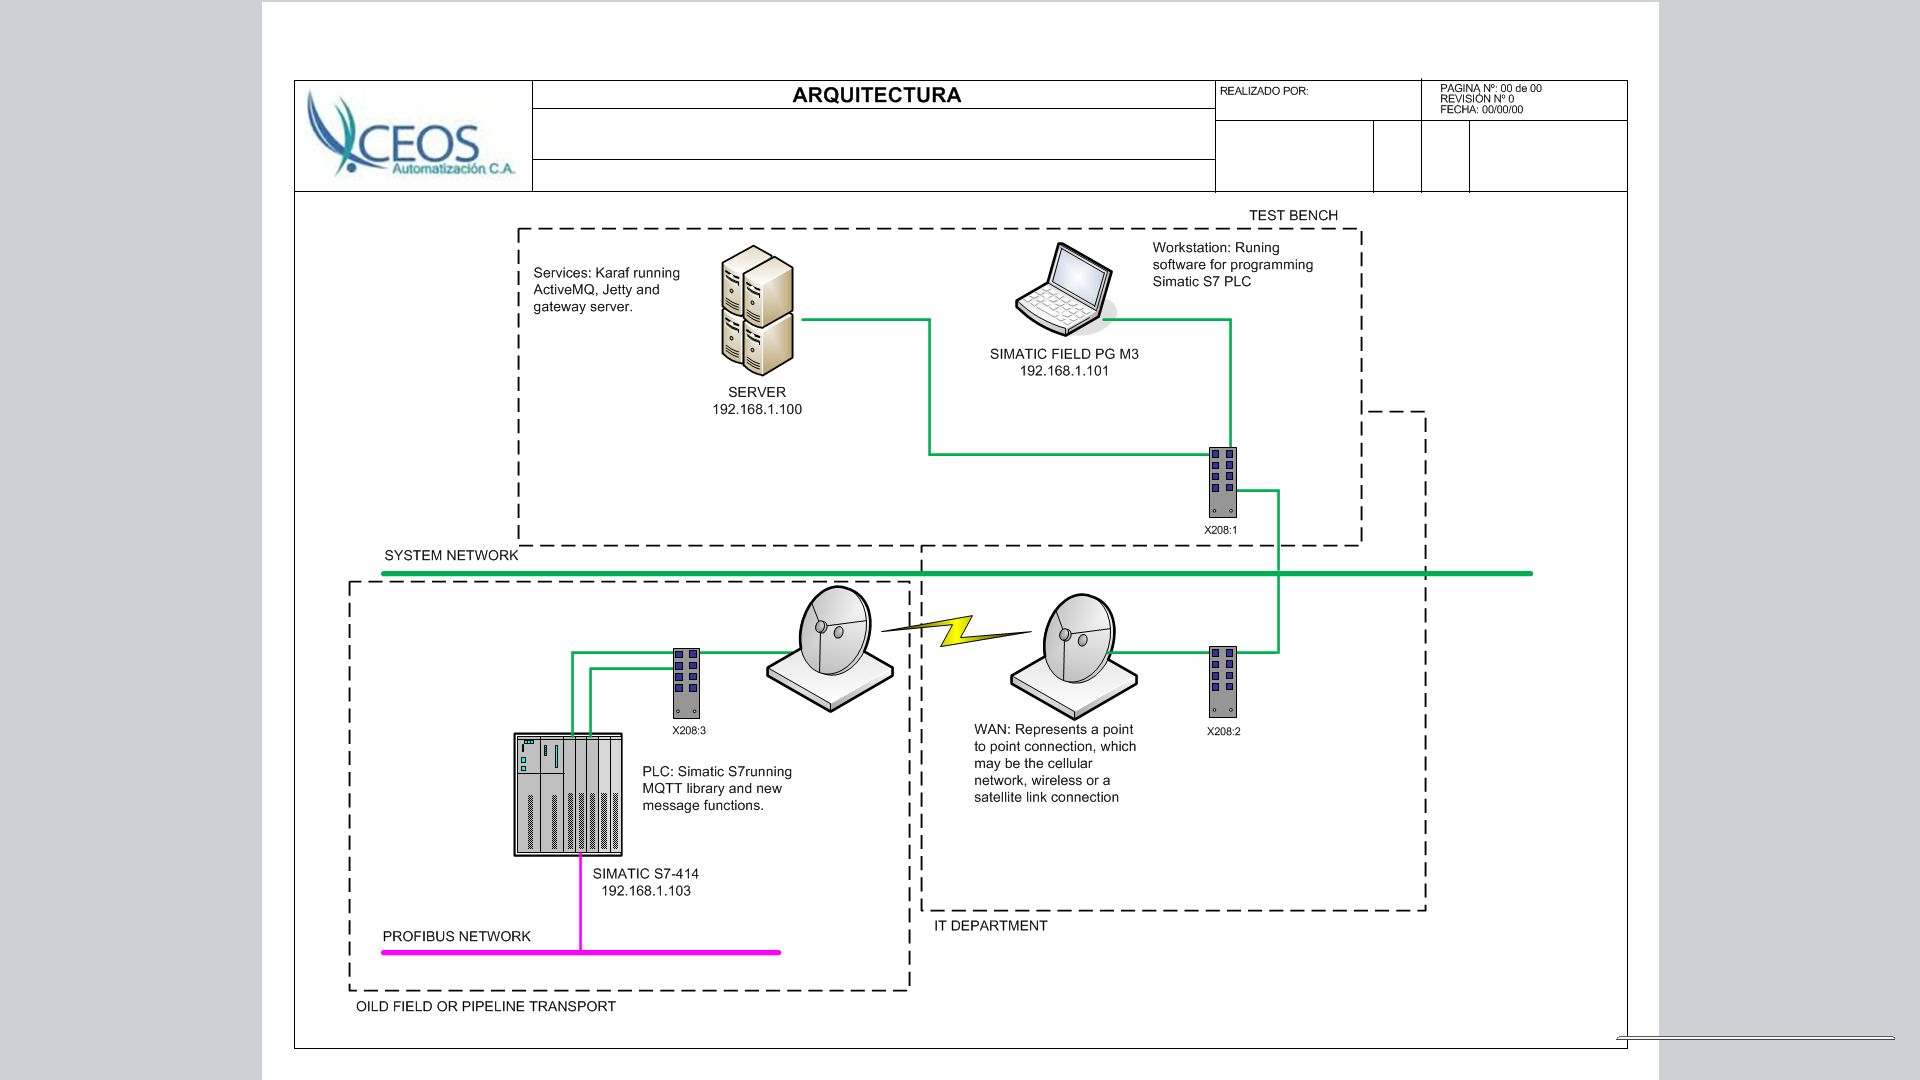 CEOS
Automatización C.A.
ARQUITECTURA
REALIZADO POR:
PAGINA Nº: 00 de 00
REVISIÓN Nº 0
FECHA: 00/00/00
TEST BENCH
Services: Karaf running
ActiveMQ, Jetty and
gateway server.
Workstation: Runing
software for programming
Simatic S7 PLC
SIMATIC FIELD PG M3
192.168.1.101
SERVER
192.168.1.100
X208:1
SYSTEM NETWORK
X208:3
X208:2
WAN: Represents a point
to point connection, which
may be the cellular
network, wireless or a
satellite link connection
PLC: Simatic S7running
MQTT library and new
message functions.
SIMATIC S7-414
192.168.1.103
PROFIBUS NETWORK
IT DEPARTMENT
OILD FIELD OR PIPELINE TRANSPORT